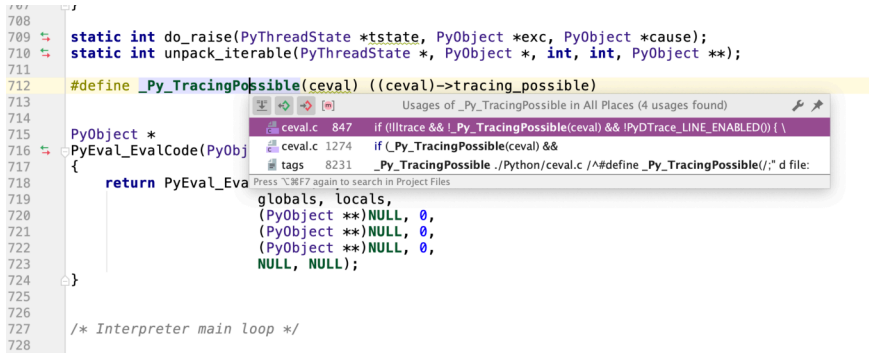 707 }
708
709 static int do_raise(PyThreadState *tstate, PyObject *exc, PyObject *cause);
710 static int unpack_iterable(PyThreadState *, PyObject *, int, int, PyObject **);
711
712 #define _Py_TracingPossible(ceval) ((ceval)->tracing_possible)
713 Usages of _Py_TracingPossible in All Places (4 usages found)
714 ceval.c 847 if (!lltrace && !_Py_TracingPossible(ceval) && !PyDTrace_LINE_ENABLED()) { \
715 PyObject *
ceval.c 1274 if (_Py_TracingPossible(ceval) &&
716 PyEval_EvalCode(PyObj
717 {
tags 8231 _Py_TracingPossible ./Python/ceval.c /^#define _Py_TracingPossible(/;" d file:
718 return PyEval_Eva
Press ⌥⌘F7 again to search in Project Files
719 globals, locals,
720 (PyObject **)NULL, 0,
721 (PyObject **)NULL, 0,
722 (PyObject **)NULL, 0,
723 NULL, NULL);
724 }
725
726
727 /* Interpreter main loop */
728